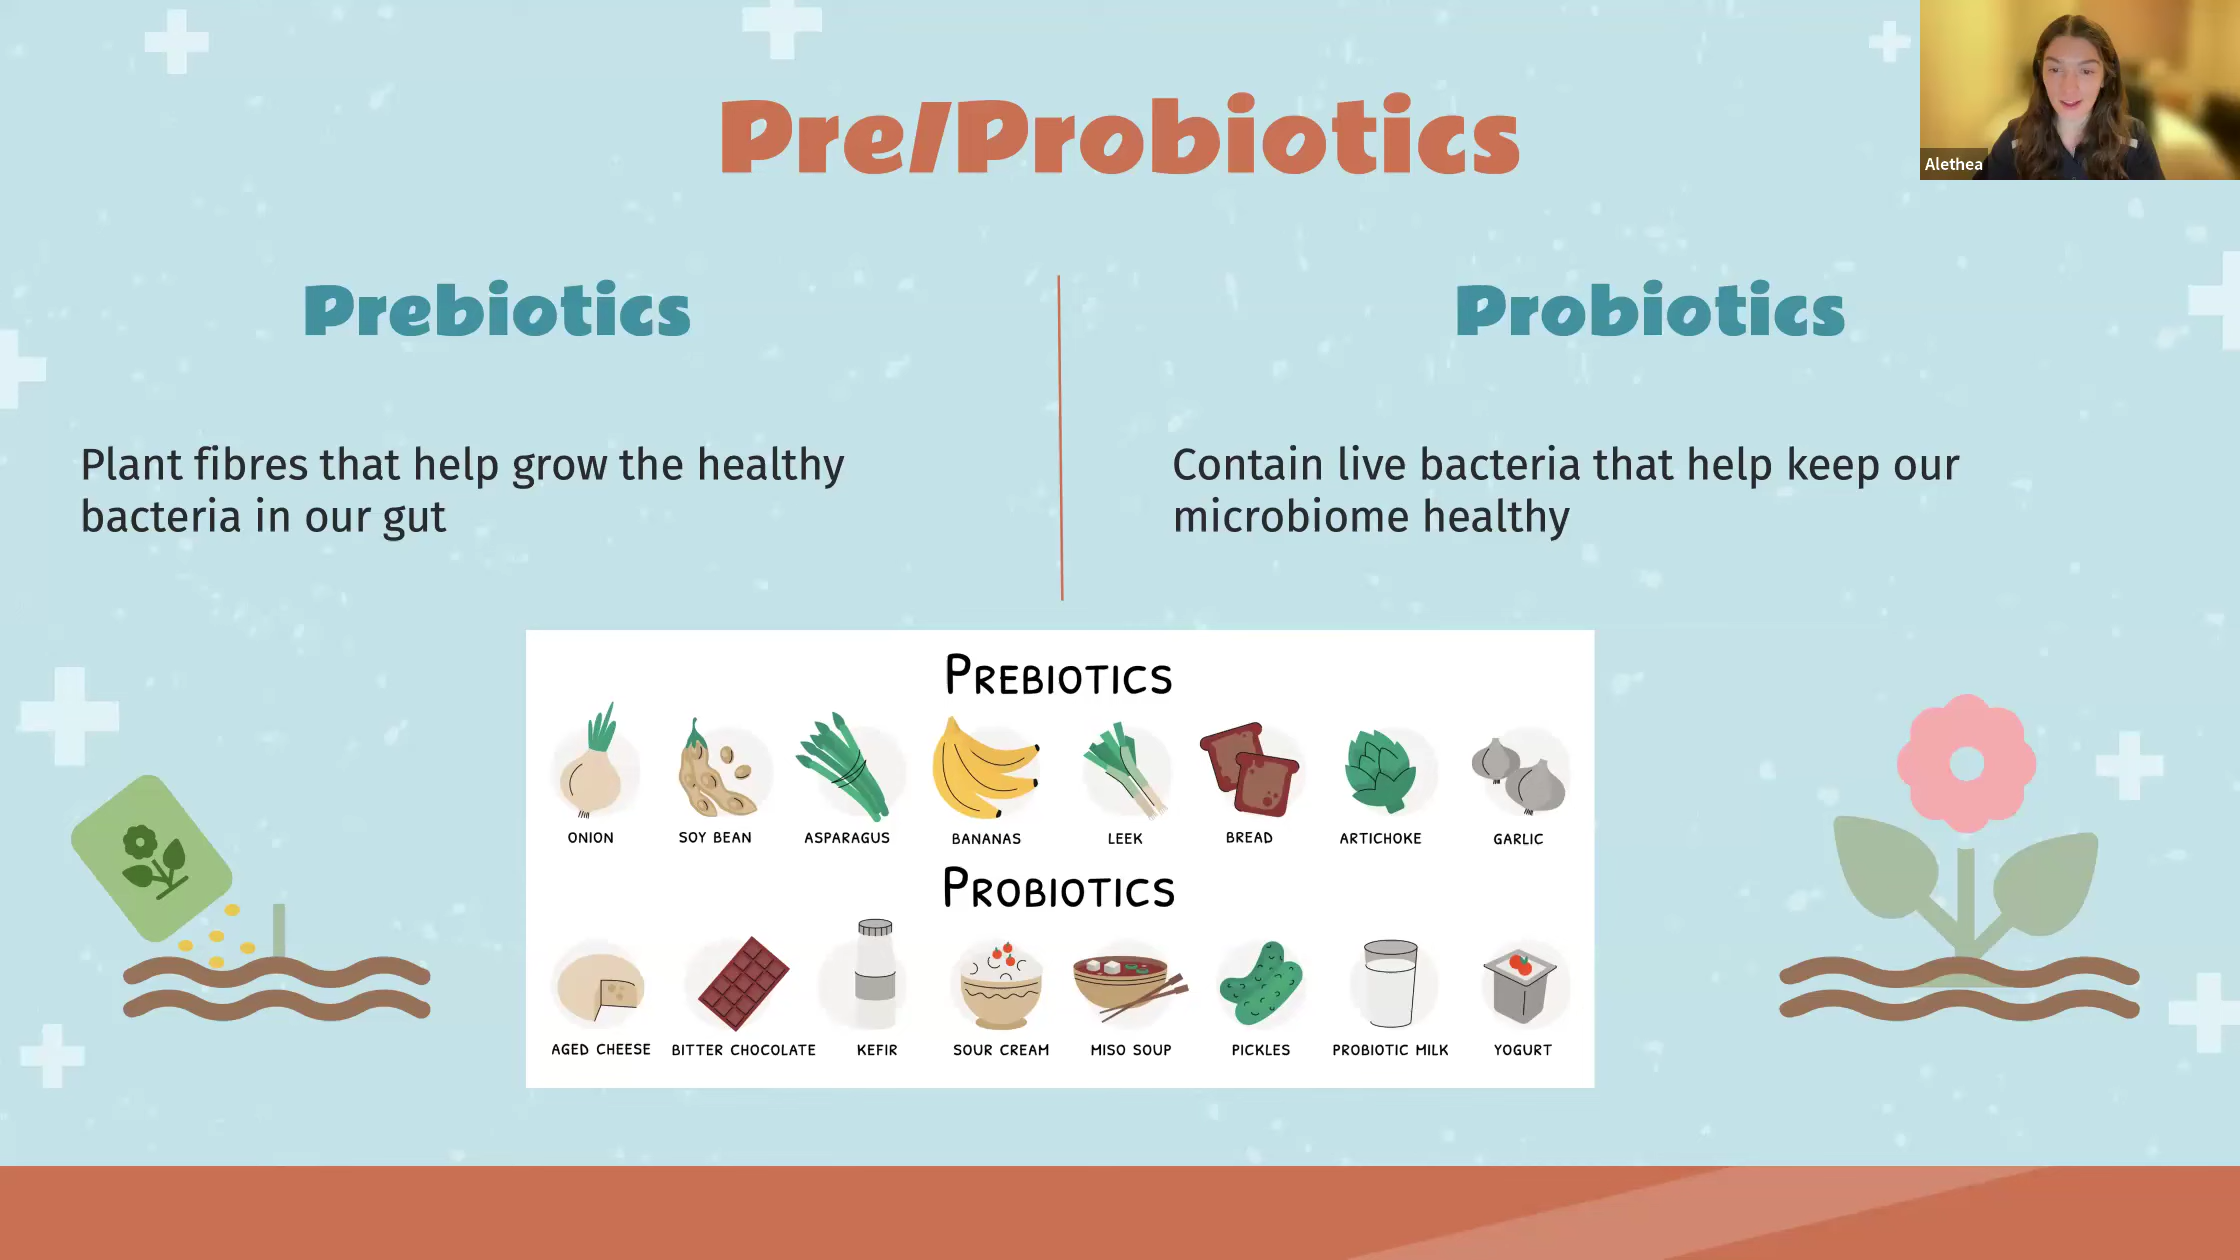 Pre/Probiotics
Alethea
Prebiotics
Plant fibres that help grow the healthy
bacteria in our gut
Probiotics
Contain live bacteria that help keep our
microbiome healthy
PREBIOTICS
ONION SOY BEAN ASPARAGUS BANANAS LEEK BREAD ARTICHOKE GARLIC
PROBIOTICS
AGED CHEESE BITTER CHOCOLATE KEFIR SOUR CREAM MISO SOUP PICKLES PROBIOTIC MILK YOGURT